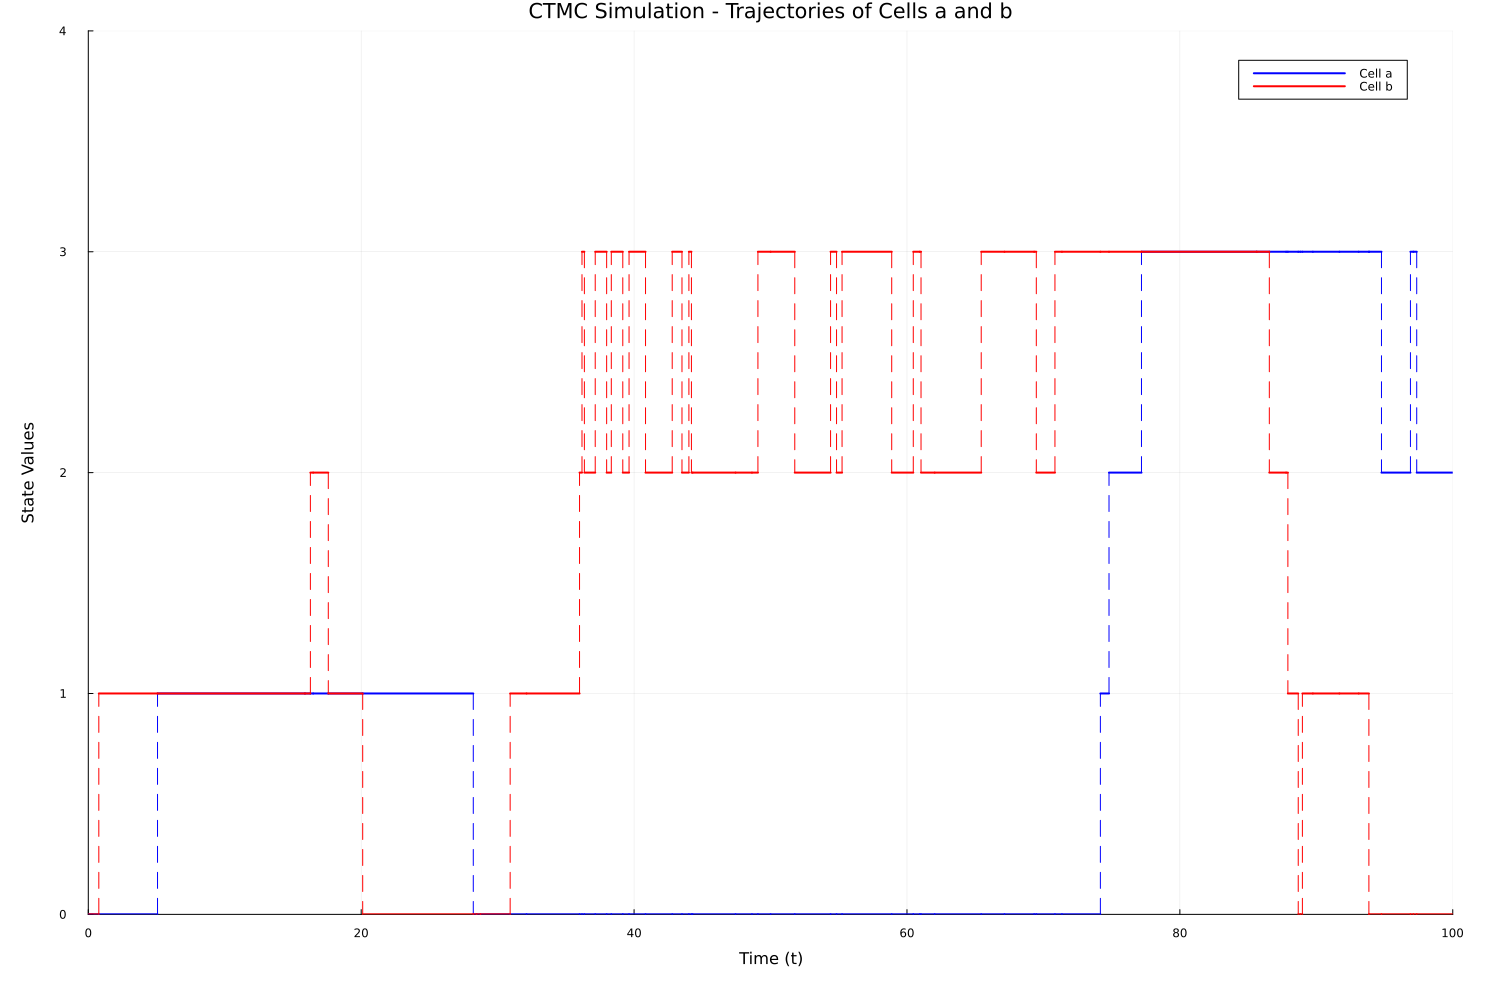 CTMC Simulation - Trajectories of Cells a and b
4
Cell a
Cell b
3
2
State Values
1
0
0 20 40 60 80 100
Time (t)